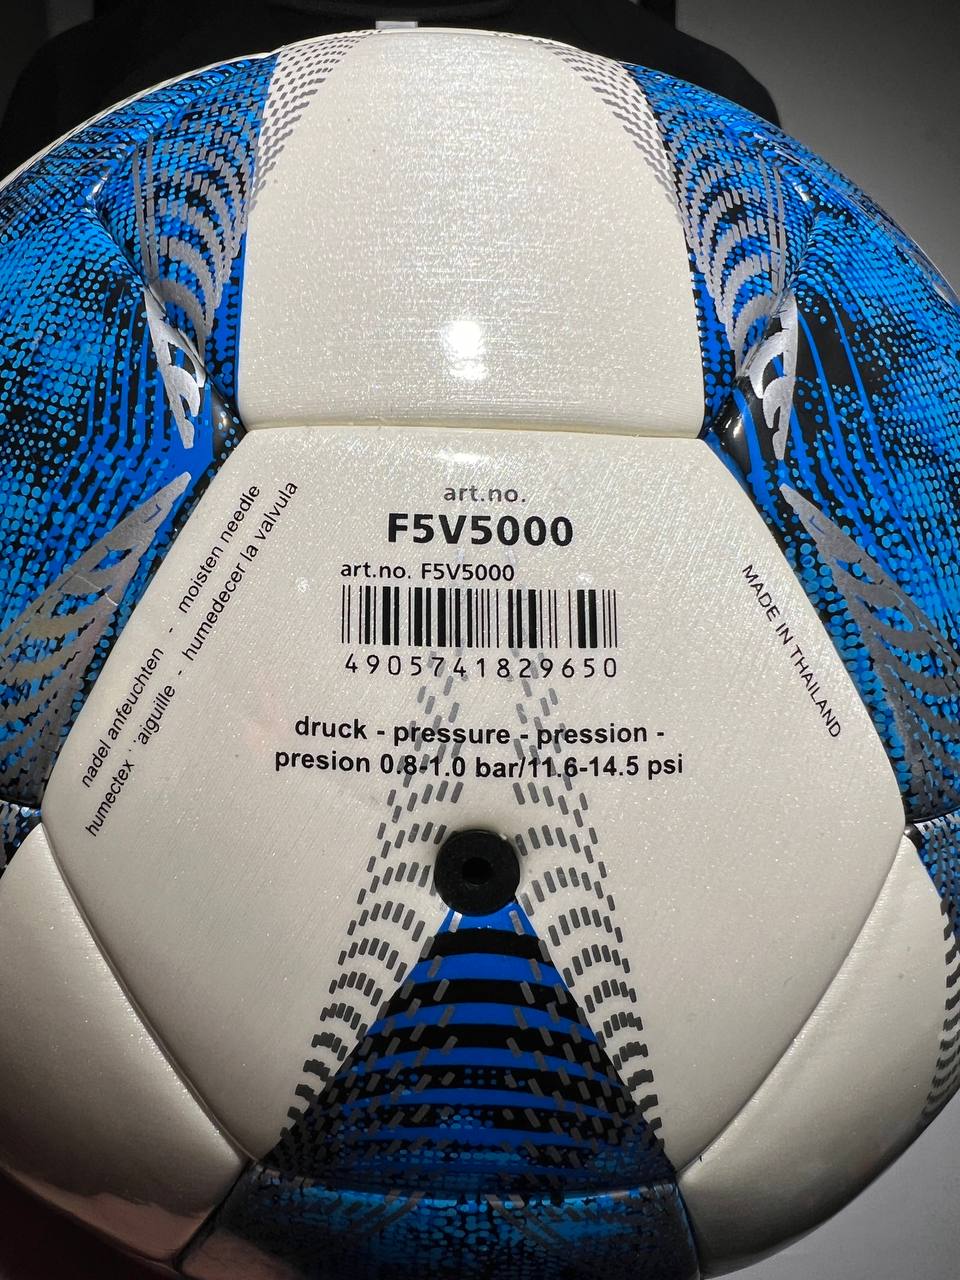 art.no.
F5V5000
art.no. F5V5000
4905741829650
druck - pressure - pression -
presion 0.8-1.0 bar/11.6-14.5 psi
nadel anfeuchten - moisten needle
humectex ' aiguille - humedecer la valvula
MADE IN THAILAND